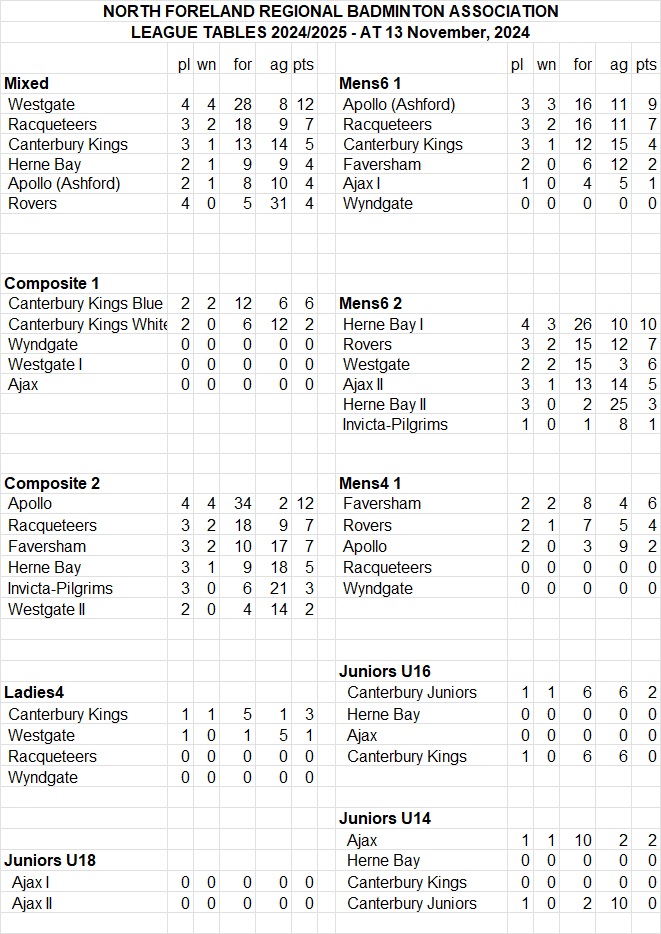 NORTH FORELAND REGIONAL BADMINTON ASSOCIATION
LEAGUE TABLES 2024/2025 - AT 13 November, 2024
pl wn for ag pts
Mixed
Westgate 4 4 28 8 12
Racqueteers 3 2 18 9 7
Canterbury Kings 3 1 13 14 5
Herne Bay 2 1 9 9 4
Apollo (Ashford) 2 1 8 10 4
Rovers 4 0 5 31 4
Composite 1
Canterbury Kings Blue 2 2 12 6 6
Canterbury Kings White 2 0 6 12 2
Wyndgate 0 0 0 0 0
Westgate I 0 0 0 0 0
Ajax 0 0 0 0 0
Composite 2
Apollo 4 4 34 2 12
Racqueteers 3 2 18 9 7
Faversham 3 2 10 17 7
Herne Bay 3 1 9 18 5
Invicta-Pilgrims 3 0 6 21 3
Westgate II 2 0 4 14 2
Ladies4
Canterbury Kings 1 1 5 1 3
Westgate 1 0 1 5 1
Racqueteers 0 0 0 0 0
Wyndgate 0 0 0 0 0
Juniors U18
Ajax I 0 0 0 0 0
Ajax II 0 0 0 0 0
pl wn for ag pts
Mens6 1
Apollo (Ashford) 3 3 16 11 9
Racqueteers 3 2 16 11 7
Canterbury Kings 3 1 12 15 4
Faversham 2 0 6 12 2
Ajax I 1 0 4 5 1
Wyndgate 0 0 0 0 0
Mens6 2
Herne Bay I 4 3 26 10 10
Rovers 3 2 15 12 7
Westgate 2 2 15 3 6
Ajax II 3 1 13 14 5
Herne Bay II 3 0 2 25 3
Invicta-Pilgrims 1 0 1 8 1
Mens4 1
Faversham 2 2 8 4 6
Rovers 2 1 7 5 4
Apollo 2 0 3 9 2
Racqueteers 0 0 0 0 0
Wyndgate 0 0 0 0 0
Juniors U16
Canterbury Juniors 1 1 6 6 2
Herne Bay 0 0 0 0 0
Ajax 0 0 0 0 0
Canterbury Kings 1 0 6 6 0
Juniors U14
Ajax 1 1 10 2 2
Herne Bay 0 0 0 0 0
Canterbury Kings 0 0 0 0 0
Canterbury Juniors 1 0 2 10 0